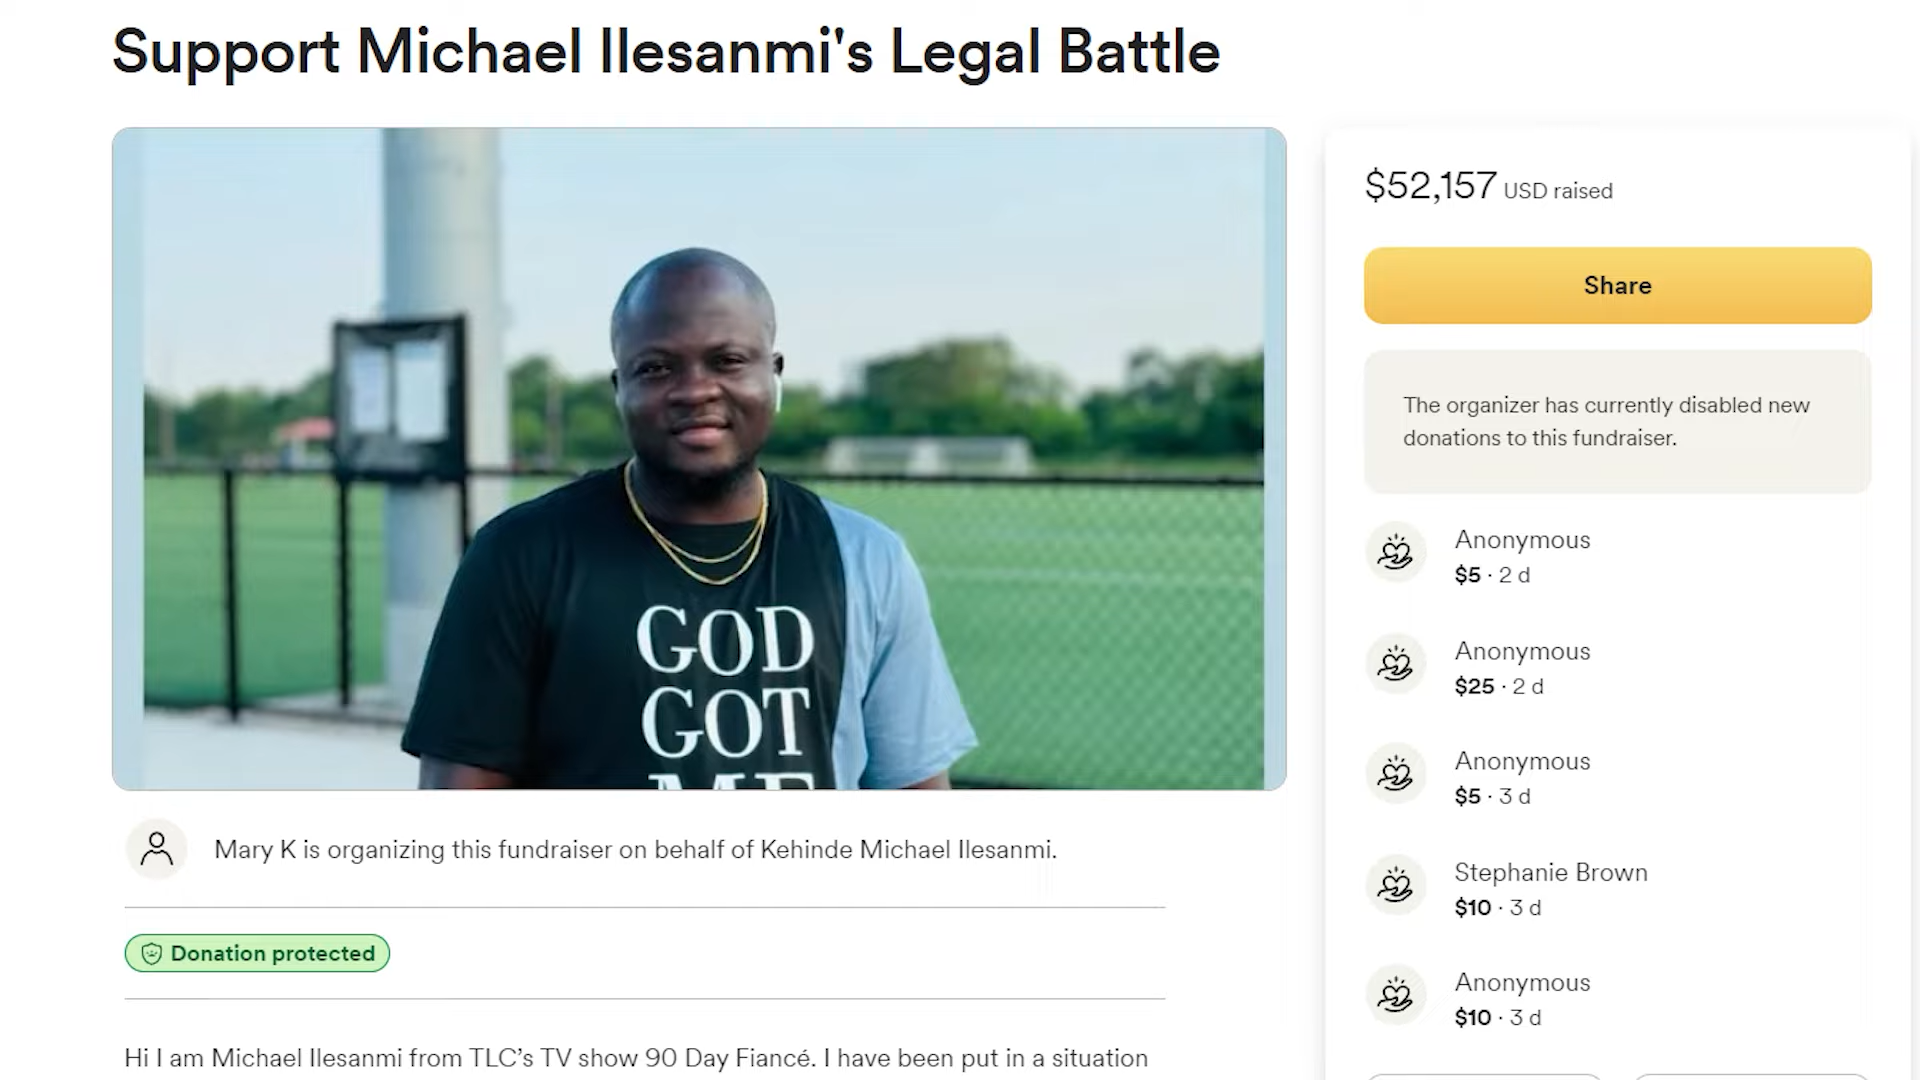 Support Michael Ilesanmi's Legal Battle
GOD
GOT
ME
$52,157 USD raised
Share
The organizer has currently disabled new
donations to this fundraiser.
Anonymous
$5 · 2 d
Anonymous
$25 · 2 d
Anonymous
$5 · 3 d
Stephanie Brown
$10 · 3 d
Anonymous
$10 · 3 d
Mary K is organizing this fundraiser on behalf of Kehinde Michael Ilesanmi.
Donation protected
Hi I am Michael Ilesanmi from TLC’s TV show 90 Day Fiancé. I have been put in a situation